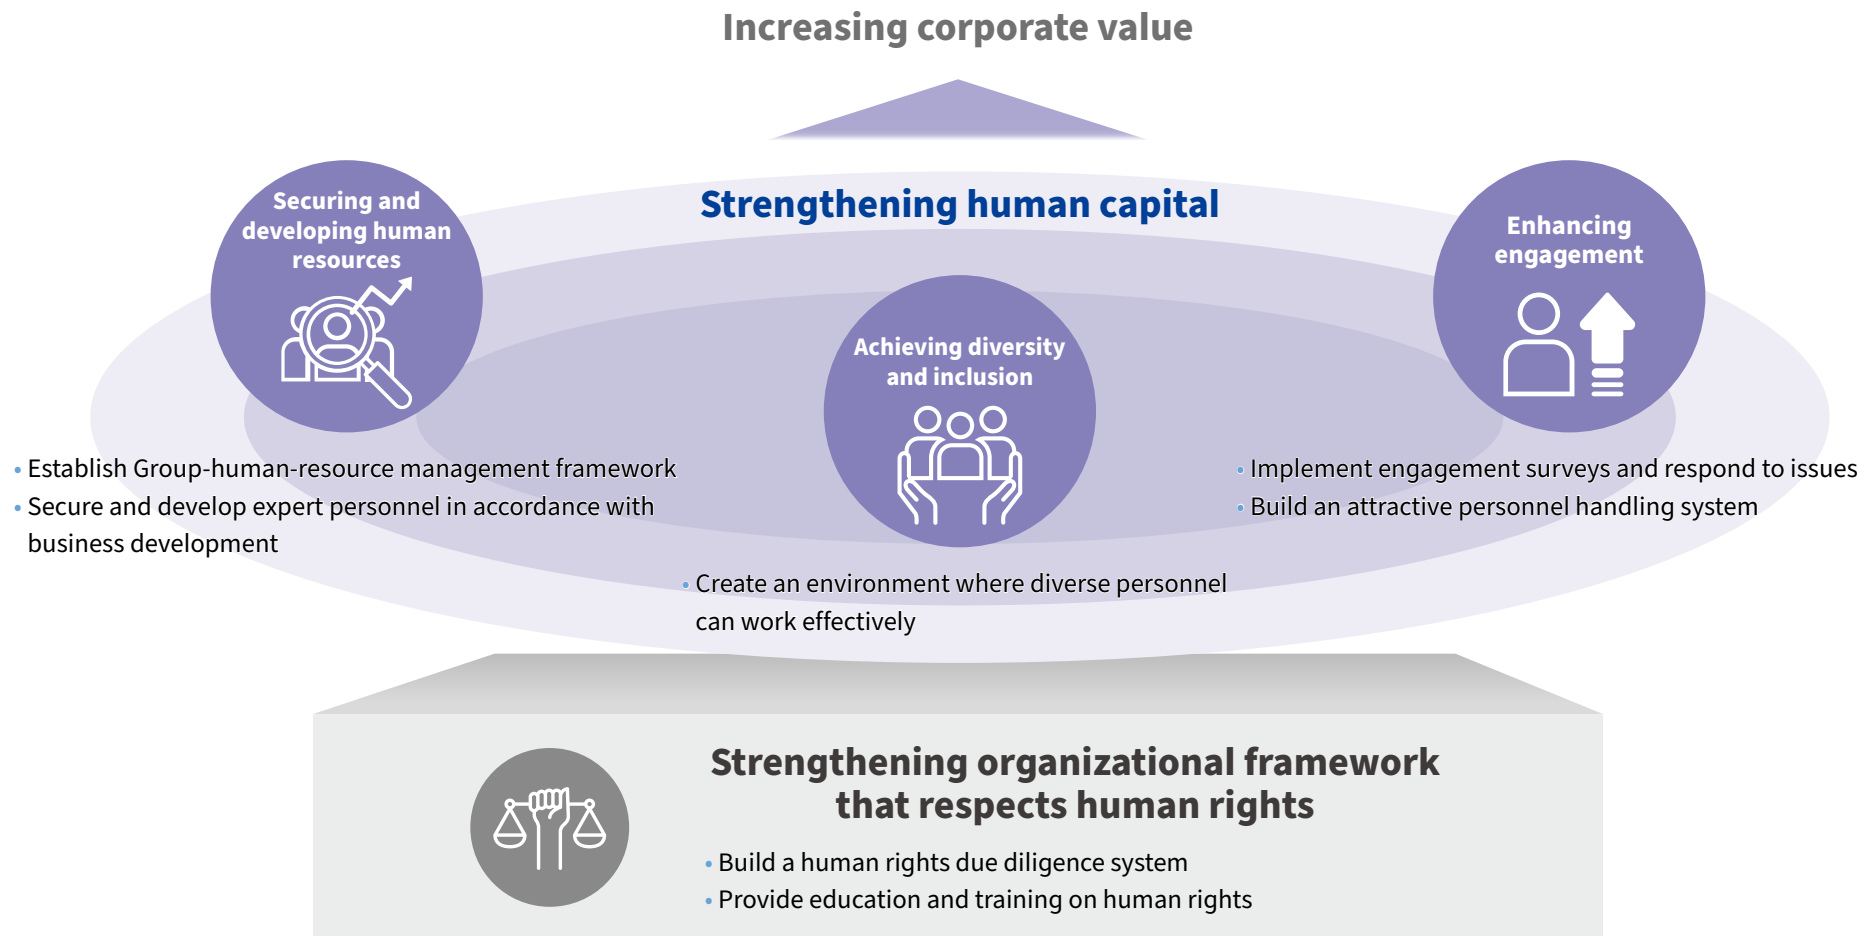 Increasing corporate value
Strengthening human capital
Securing and
developing human
resources
• Establish Group-human-resource management framework
• Secure and develop expert personnel in accordance with
business development
Achieving diversity
and inclusion
• Create an environment where diverse personnel
can work effectively
Enhancing
engagement
• Implement engagement surveys and respond to issues
• Build an attractive personnel handling system
Strengthening organizational framework
that respects human rights
• Build a human rights due diligence system
• Provide education and training on human rights